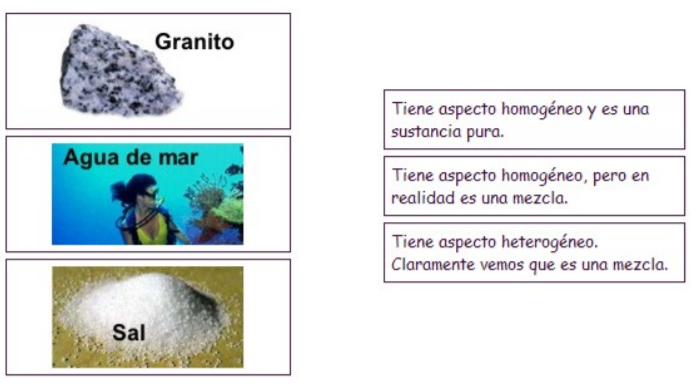 Granito
Agua de mar
Sal
Tiene aspecto homogéneo y es una
sustancia pura.
Tiene aspecto homogéneo, pero en
realidad es una mezcla.
Tiene aspecto heterogéneo.
Claramente vemos que es una mezcla.